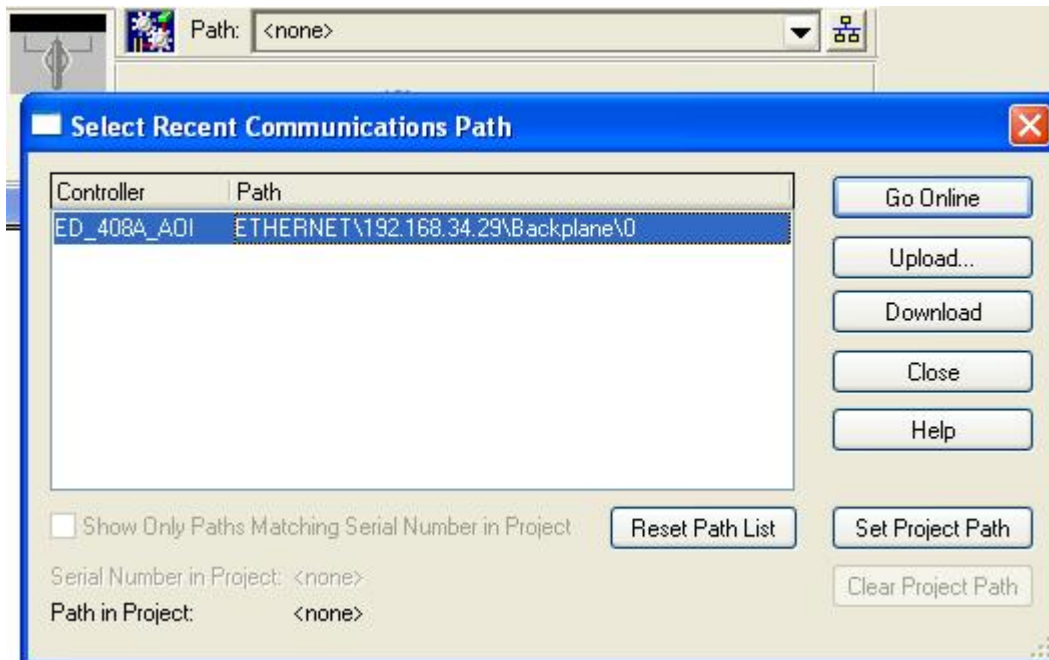 Path: <none>
Select Recent Communications Path
Controller Path
ED_408A_AOI ETHERNET\192.168.34.29\Backplane\0
Go Online
Upload...
Download
Close
Help
Show Only Paths Matching Serial Number in Project
Reset Path List
Set Project Path
Serial Number in Project: <none>
Clear Project Path
Path in Project: <none>